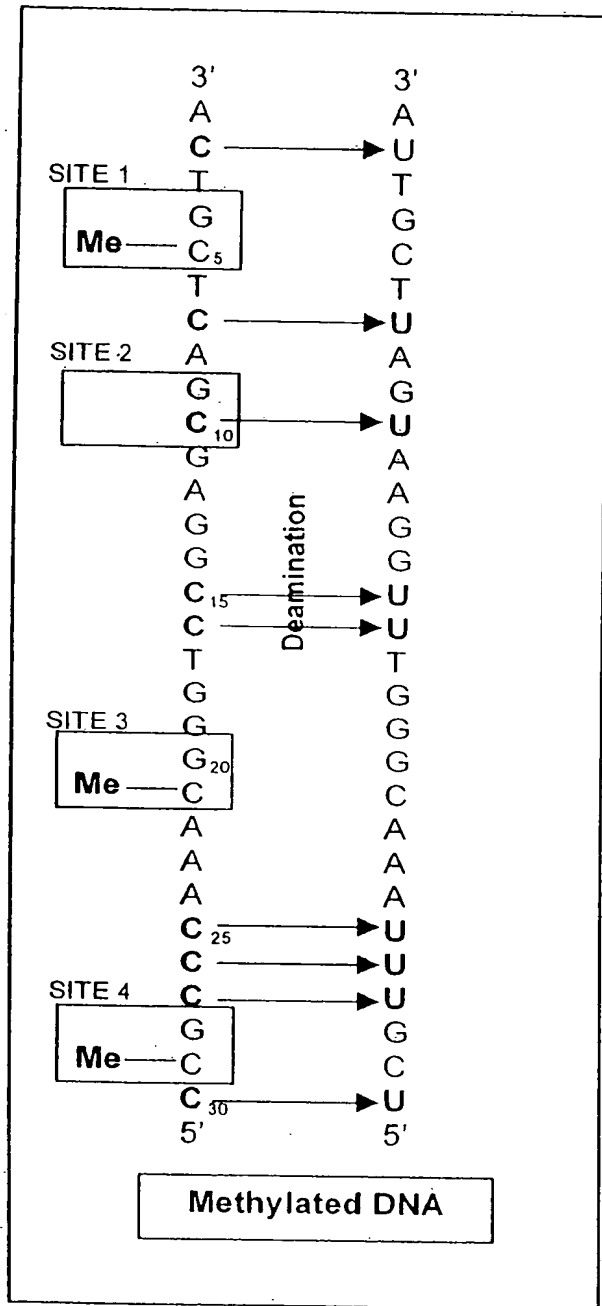 3' 3'
A A
C U
SITE 1 T T
G G
Me C5 C
T T
C U
SITE 2 A A
G G
C10 U
G A
A A
G G
G G
C15 U
C U
Deamination
T T
G G
SITE 3 G G
G20 G
Me C C
A A
A A
A A
C25 U
C U
SITE 4 C U
G G
Me C C
C30 U
5' 5'
Methylated DNA